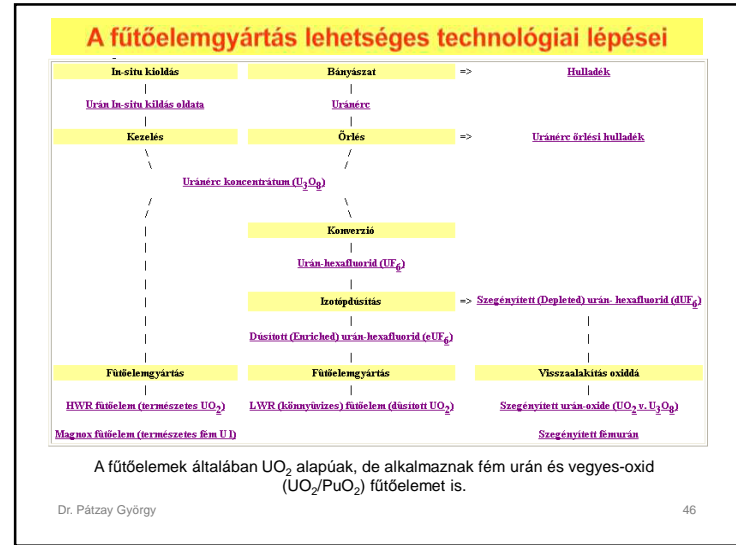 A fűtőelemgyártás lehetséges technológiai lépései
In-situ kioldás Bányászat => Hulladék
| |
Urán In-situ kildás oldata Uránérc
| |
Kezelés Őrlés => Uránérc őrlési hulladék
\ /
\ /
Uránérc koncentrátum (U3O8)
/ \
/ \
| Konverzió
| |
| Urán-hexafluorid (UF6)
| |
| Izotópdúsítás => Szegényített (Depleted) urán- hexafluorid (dUF6)
| | |
| Dúsított (Enriched) urán-hexafluorid (eUF6) |
| | |
Fűtőelemgyártás Fűtőelemgyártás Visszaalakítás oxiddá
| | |
HWR fűtőelem (természetes UO2) LWR (könnyűvizes) fűtőelem (dúsított UO2) Szegényített urán-oxide (UO2 v. U3O8)
Magnox fűtőelem (természetes fém U l) Szegényített fémurán
A fűtőelemek általában UO2 alapúak, de alkalmaznak fém urán és vegyes-oxid
(UO2/PuO2) fűtőelemet is.
Dr. Pátzay György 46